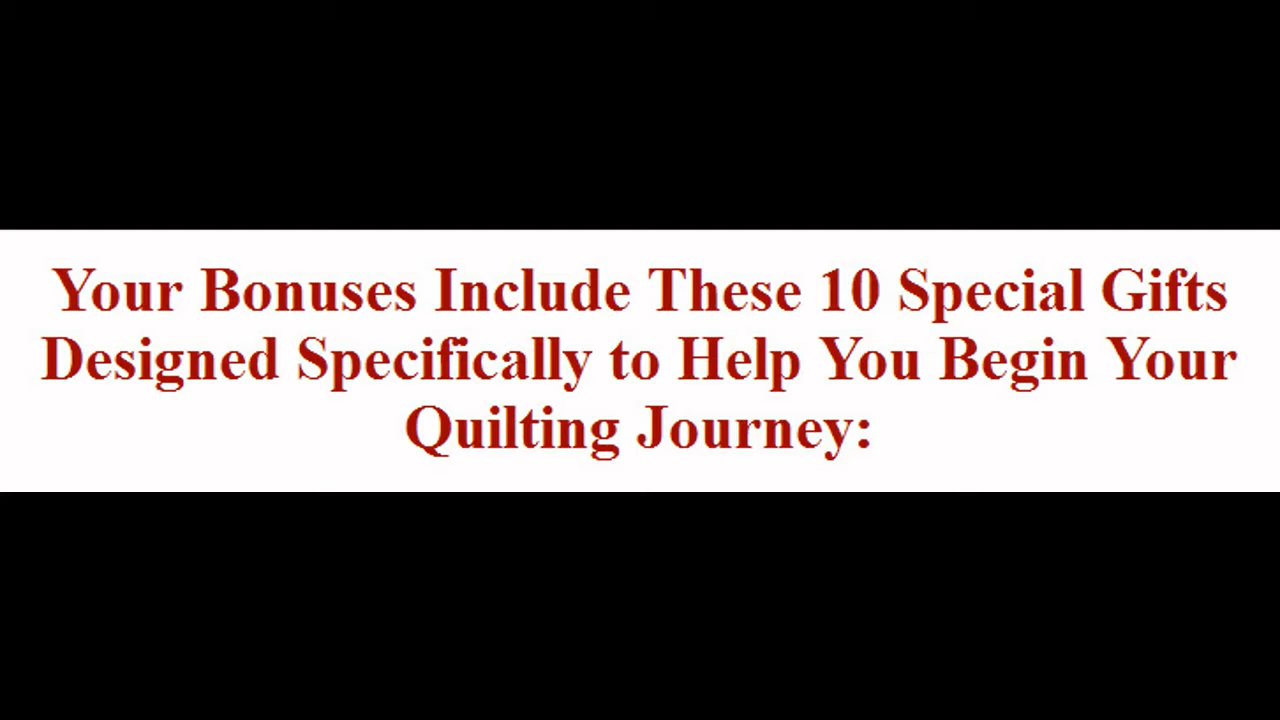 Your Bonuses Include These 10 Special Gifts
Designed Specifically to Help You Begin Your
Quilting Journey: